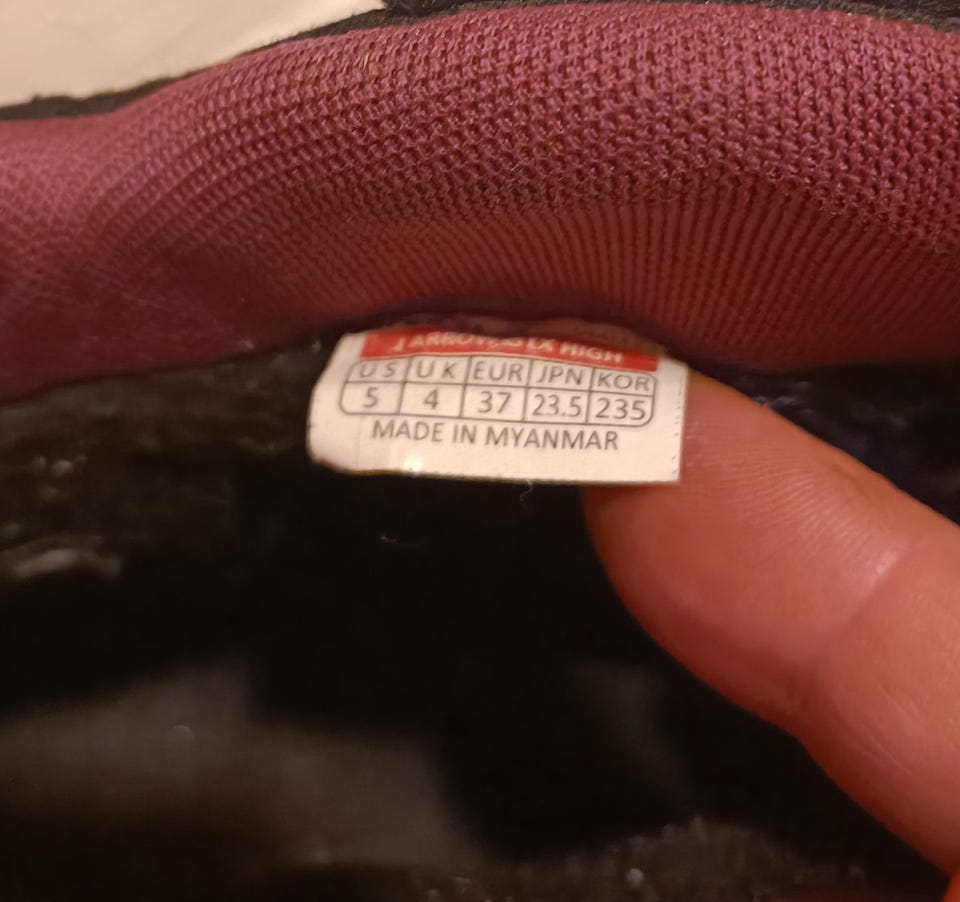 HIGH
US UK EUR JPN KOR
5 4 37 23.5 235
MADE IN MYANMAR